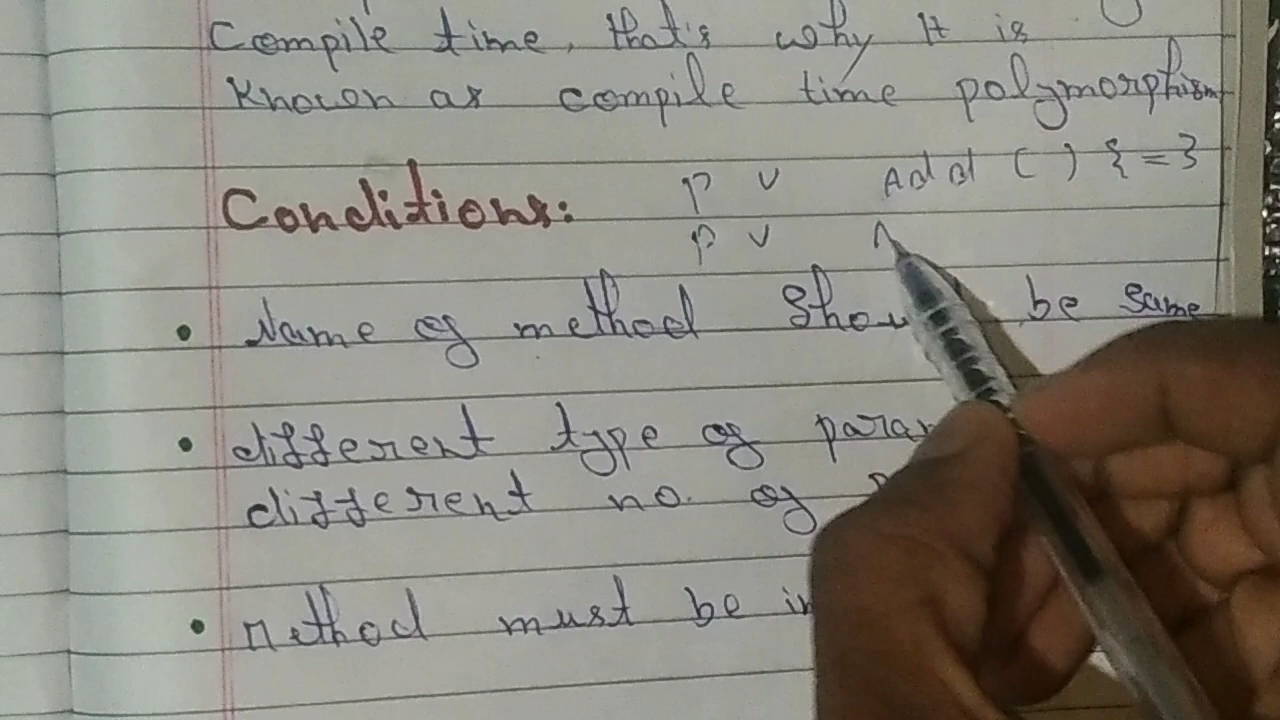 Compile time, that's why It is
Known as compile time polymorphism
Conditions: p v Add ( ) { = }
p v
• Name of method be same
• different type of
different no. of
• Method must be